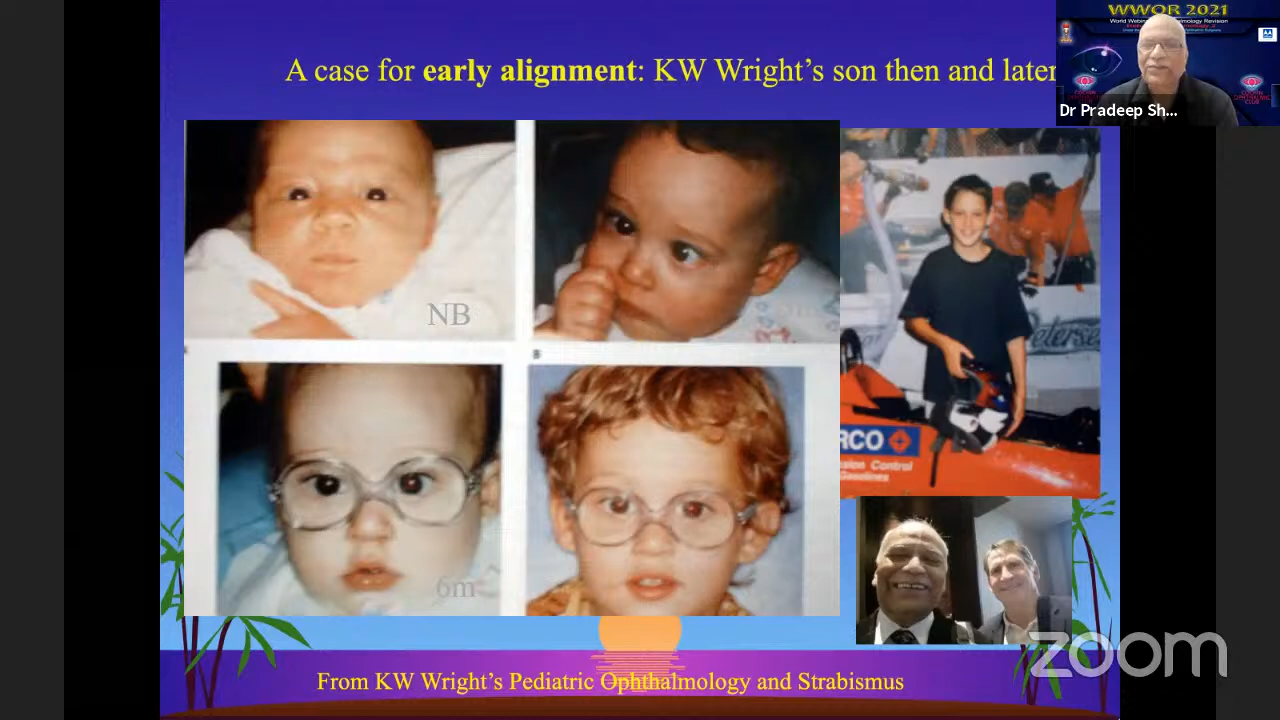 A case for early alignment: KW Wright's son then and later
WWOR 2021
Dr Pradeep Sh...
NB
B
6m
RCO
Gasolines
From KW Wright's Pediatric Ophthalmology and Strabismus
zoom